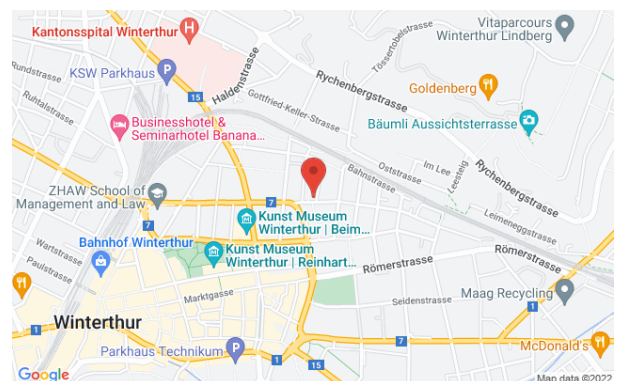 Kantonsspital Winterthur
H
Vitaparcours
Winterthur Lindberg
Tösserobelstrasse
Rundstrasse
KSW Parkhaus
P
Haldenstrasse
Rychenbergstrasse
Goldenberg
Ruhtalstrasse
15
Gottfried-Keller-Strasse
Businesshotel &
Seminarhotel Banana...
Bäumli Aussichtsterrasse
Im Lee
Oststrasse
Bahnstrasse
Leesteig
Rychenbergstrasse
ZHAW School of
Management and Law
7
Kunst Museum
Winterthur | Beim...
Leimeneggstrasse
7
Bahnhof Winterthur
Wartstrasse
Paulstrasse
Kunst Museum
Winterthur | Reinhart...
Römerstrasse
Römerstrasse
Marktgasse
Seidenstrasse
Maag Recycling
Winterthur
1
1
7
Parkhaus Technikum
P
1
1
McDonald's
15
Google
Map data ©2022